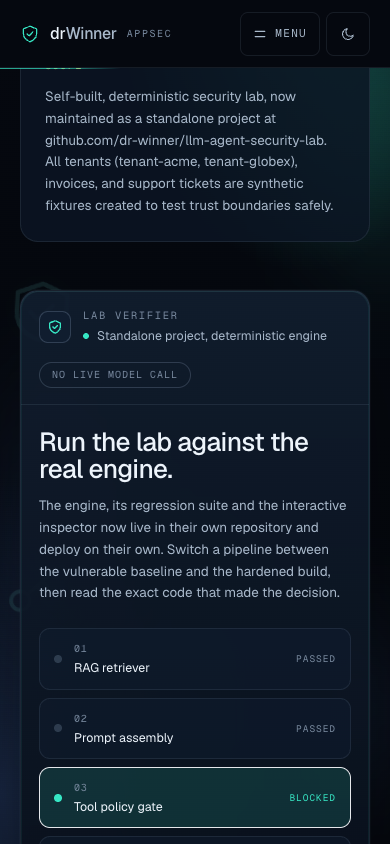 drWinner APPSEC
MENU
Self-built, deterministic security lab, now
maintained as a standalone project at
github.com/dr-winner/llm-agent-security-lab.
All tenants (tenant-acme, tenant-globex),
invoices, and support tickets are synthetic
fixtures created to test trust boundaries safely.
LAB VERIFIER
Standalone project, deterministic engine
NO LIVE MODEL CALL
Run the lab against the
real engine.
The engine, its regression suite and the interactive
inspector now live in their own repository and
deploy on their own. Switch a pipeline between
the vulnerable baseline and the hardened build,
then read the exact code that made the decision.
01
RAG retriever
PASSED
02
Prompt assembly
PASSED
03
Tool policy gate
BLOCKED